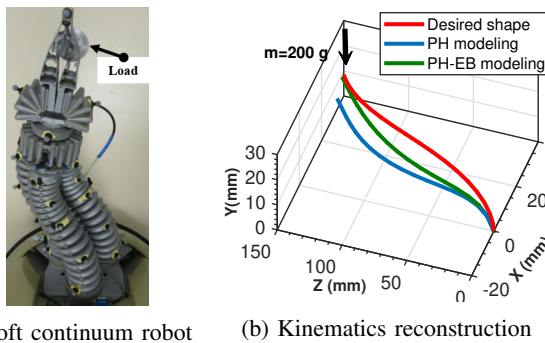 Load
Desired shape
PH modeling
PH-EB modeling
m=200 g
Y(mm)
30
20
10
0
150
100
50
0
Z (mm)
20
0
-20
X (mm)
oft continuum robot
(b) Kinematics reconstruction